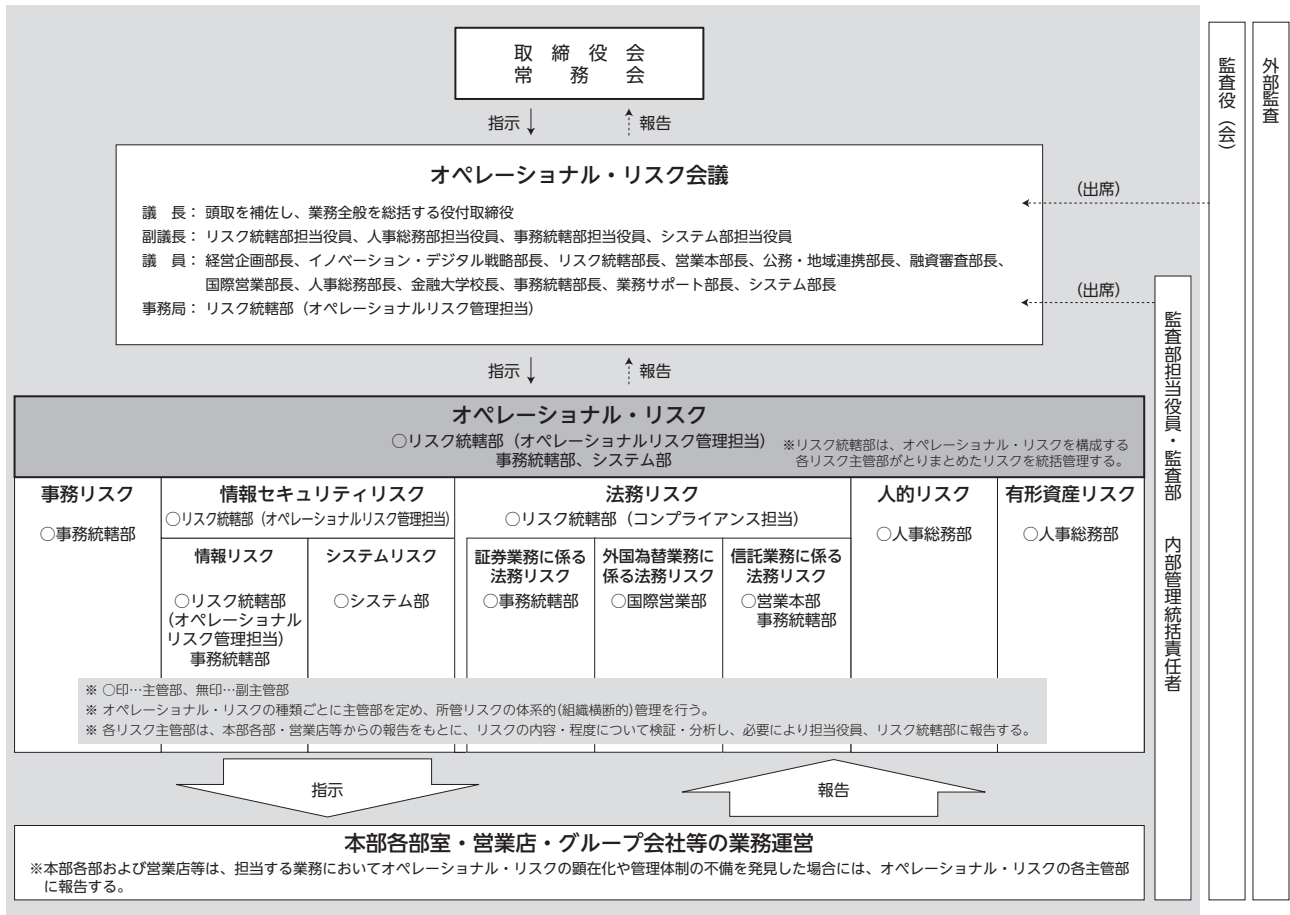 取締役会
常務会
指示
報告
オペレーショナル・リスク会議
議　長： 頭取を補佐し、業務全般を総括する役付取締役
副議長： リスク統轄部担当役員、人事総務部担当役員、事務統轄部担当役員、システム部担当役員
議　員： 経営企画部長、イノベーション・デジタル戦略部長、リスク統轄部長、営業本部長、公務・地域連携部長、融資審査部長、
国際営業部長、人事総務部長、金融大学校長、事務統轄部長、業務サポート部長、システム部長
事務局： リスク統轄部（オペレーショナルリスク管理担当）
(出席)
(出席)
監査役（会）
外部監査
監査部担当役員・監査部　内部管理統括責任者
指示
報告
オペレーショナル・リスク
○リスク統轄部（オペレーショナルリスク管理担当）
事務統轄部、システム部
※リスク統轄部は、オペレーショナル・リスクを構成する
各リスク主管部がとりまとめたリスクを統括管理する。
事務リスク
○事務統轄部
情報セキュリティリスク
○リスク統轄部（オペレーショナルリスク管理担当）
情報リスク
○リスク統轄部
(オペレーショナル
リスク管理担当)
事務統轄部
システムリスク
○システム部
法務リスク
○リスク統轄部（コンプライアンス担当）
証券業務に係る
法務リスク
○事務統轄部
外国為替業務に
係る法務リスク
○国際営業部
信託業務に係る
法務リスク
○営業本部
事務統轄部
人的リスク
○人事総務部
有形資産リスク
○人事総務部
※ ○印…主管部、無印…副主管部
※ オペレーショナル・リスクの種類ごとに主管部を定め、所管リスクの体系的(組織横断的)管理を行う。
※ 各リスク主管部は、本部各部・営業店等からの報告をもとに、リスクの内容・程度について検証・分析し、必要により担当役員、リスク統轄部に報告する。
指示
報告
本部各部室・営業店・グループ会社等の業務運営
※本部各部および営業店等は、担当する業務においてオペレーショナル・リスクの顕在化や管理体制の不備を発見した場合には、オペレーショナル・リスクの各主管部
に報告する。